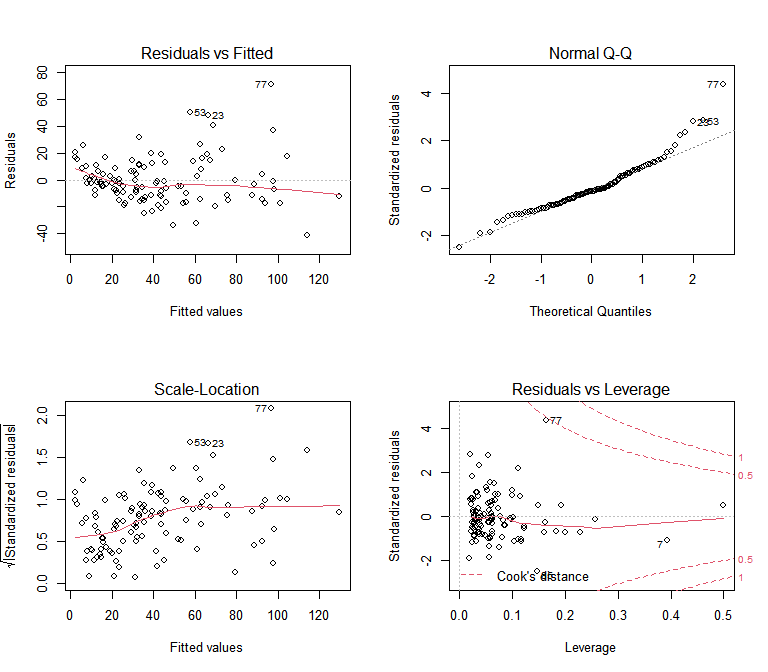 Residuals vs Fitted
Residuals
80
60
40
20
0
-40
77
53
23
0 20 40 60 80 100 120
Fitted values
Normal Q-Q
Standardized residuals
4
2
0
-2
77
23
53
-2 -1 0 1 2
Theoretical Quantiles
Scale-Location
√|Standardized residuals|
2.0
1.5
1.0
0.5
0.0
77
53
23
0 20 40 60 80 100 120
Fitted values
Residuals vs Leverage
Standardized residuals
4
2
0
-2
77
7
1
0.5
0.5
1
Cook's distance
0.0 0.1 0.2 0.3 0.4 0.5
Leverage